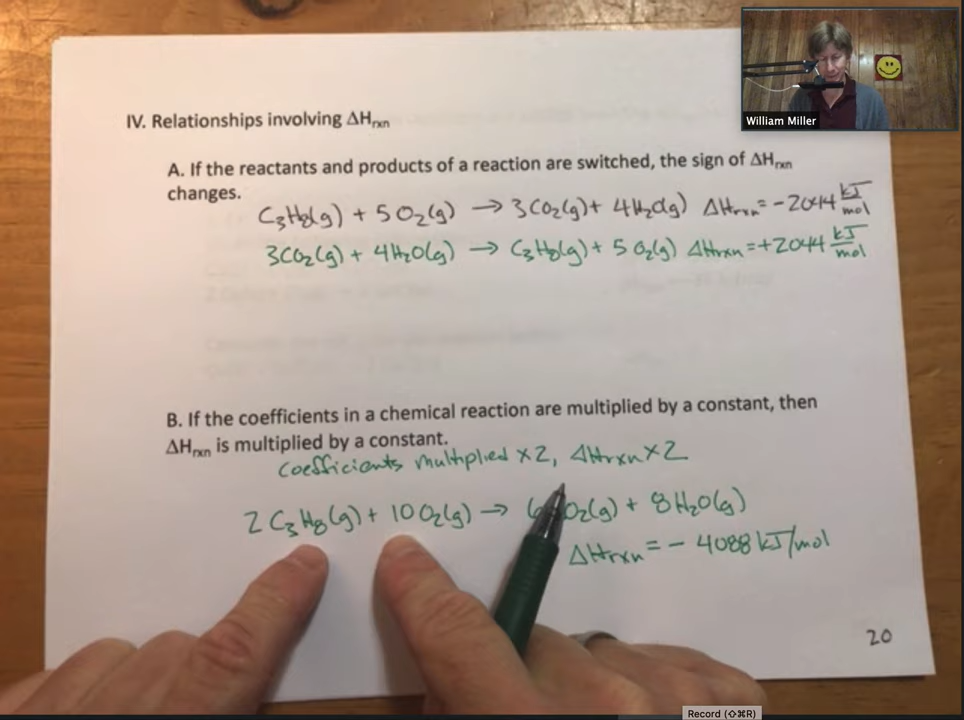 William Miller
IV. Relationships involving ΔHrxn
A. If the reactants and products of a reaction are switched, the sign of ΔHrxn
changes.
C₃H₈(g) + 5O₂(g) → 3CO₂(g) + 4H₂O(g) ΔHrxn = -2044 kJ/mol
3CO₂(g) + 4H₂O(g) → C₃H₈(g) + 5O₂(g) ΔHrxn = +2044 kJ/mol
B. If the coefficients in a chemical reaction are multiplied by a constant, then
ΔHrxn is multiplied by a constant.
coefficients multiplied ×2, ΔHrxn ×2
2C₃H₈(g) + 10O₂(g) → 6 O₂(g) + 8H₂O(g)
ΔHrxn = - 4088 kJ/mol
20
Record (⇧⌘R)